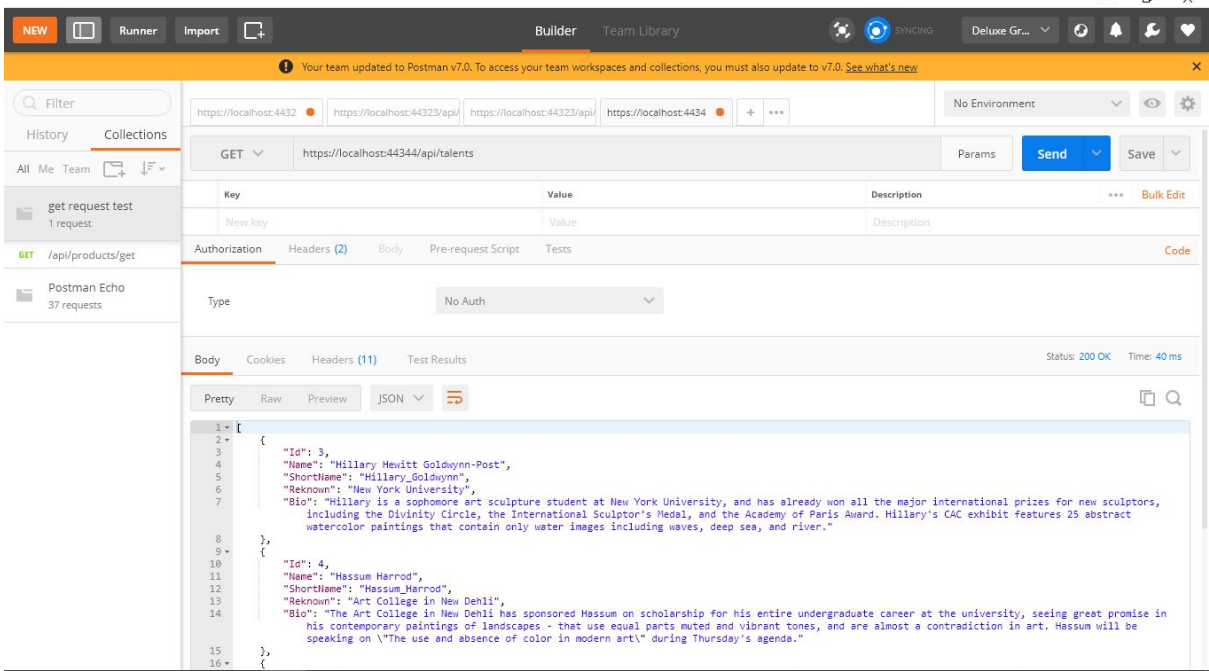 NEW Runner Import Builder Team Library SYNCING Deluxe Gr...
Your team updated to Postman v7.0. To access your team workspaces and collections, you must also update to v7.0. See what's new
Filter
History Collections
All Me Team
get request test
1 request
GET /api/products/get
Postman Echo
37 requests
https://localhost:4432 https://localhost:44323/api/ https://localhost:44323/api/ https://localhost:4434 + ••• No Environment
GET https://localhost:44344/api/talents Params Send Save
Key Value Description ••• Bulk Edit
New key Value Description
Authorization Headers (2) Body Pre-request Script Tests Code
Type No Auth
Body Cookies Headers (11) Test Results Status: 200 OK Time: 40 ms
Pretty Raw Preview JSON
1 [
2 {
3 "Id": 3,
4 "Name": "Hillary Hewitt Goldwynn-Post",
5 "ShortName": "Hillary_Goldwynn",
6 "Reknown": "New York University",
7 "Bio": "Hillary is a sophomore art sculpture student at New York University, and has already won all the major international prizes for new sculptors,
including the Divinity Circle, the International Sculptor's Medal, and the Academy of Paris Award. Hillary's CAC exhibit features 25 abstract
watercolor paintings that contain only water images including waves, deep sea, and river."
8 },
9 {
10 "Id": 4,
11 "Name": "Hassum Harrod",
12 "ShortName": "Hassum_Harrod",
13 "Reknown": "Art College in New Dehli",
14 "Bio": "The Art College in New Dehli has sponsored Hassum on scholarship for his entire undergraduate career at the university, seeing great promise in
his contemporary paintings of landscapes - that use equal parts muted and vibrant tones, and are almost a contradiction in art. Hassum will be
speaking on \"The use and absence of color in modern art\" during Thursday's agenda."
15 },
16 {